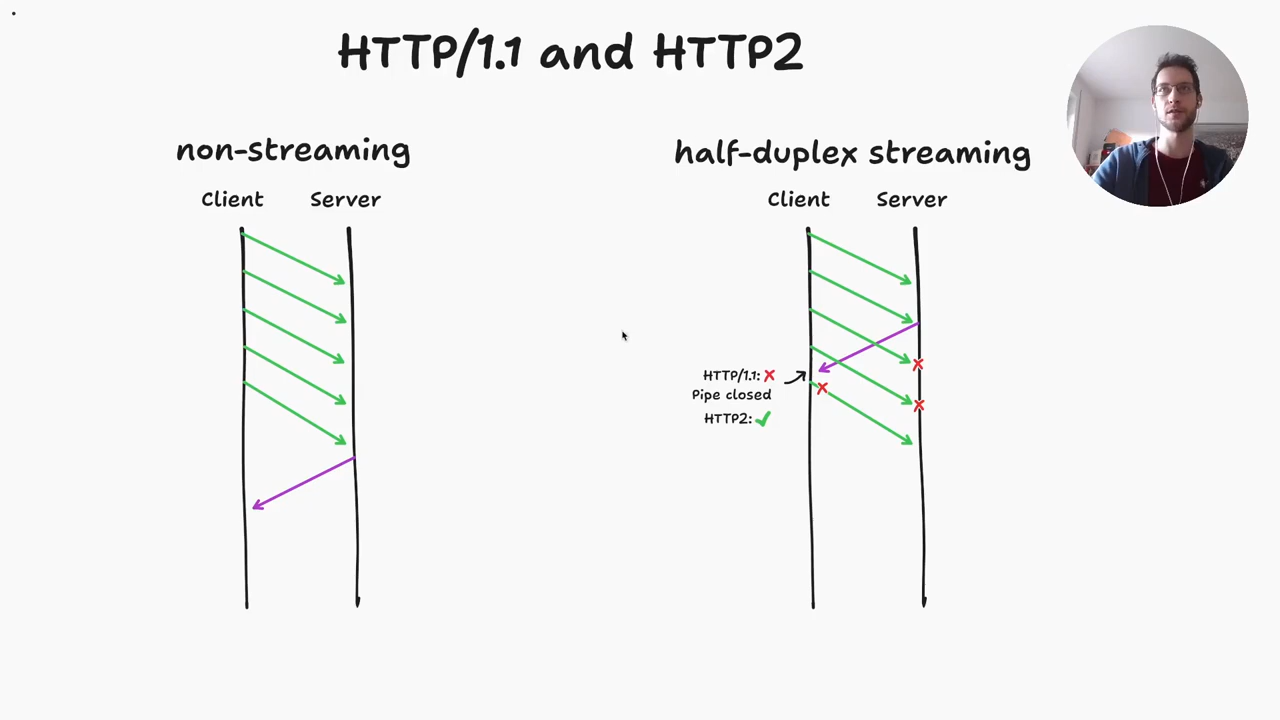 HTTP/1.1 and HTTP2
non-streaming
Client Server
half-duplex streaming
Client Server
HTTP/1.1: ✗
Pipe closed
HTTP2: ✓